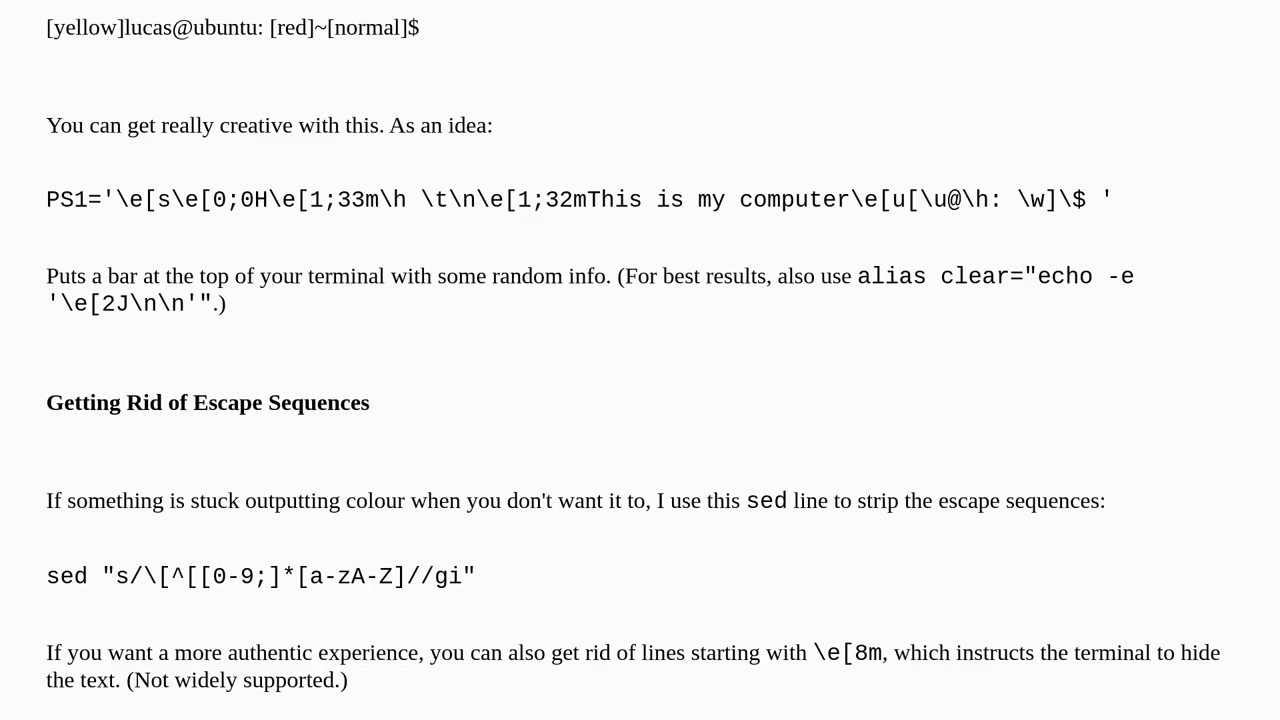 [yellow]lucas@ubuntu: [red]~[normal]$
You can get really creative with this. As an idea:
PS1='\e[s\e[0;0H\e[1;33m\h \t\n\e[1;32mThis is my computer\e[u[\u@\h: \w]\$ '
Puts a bar at the top of your terminal with some random info. (For best results, also use alias clear="echo -e
'\e[2J\n\n'".)
Getting Rid of Escape Sequences
If something is stuck outputting colour when you don't want it to, I use this sed line to strip the escape sequences:
sed "s/\[^[[0-9;]*[a-zA-Z]//gi"
If you want a more authentic experience, you can also get rid of lines starting with \e[8m, which instructs the terminal to hide
the text. (Not widely supported.)